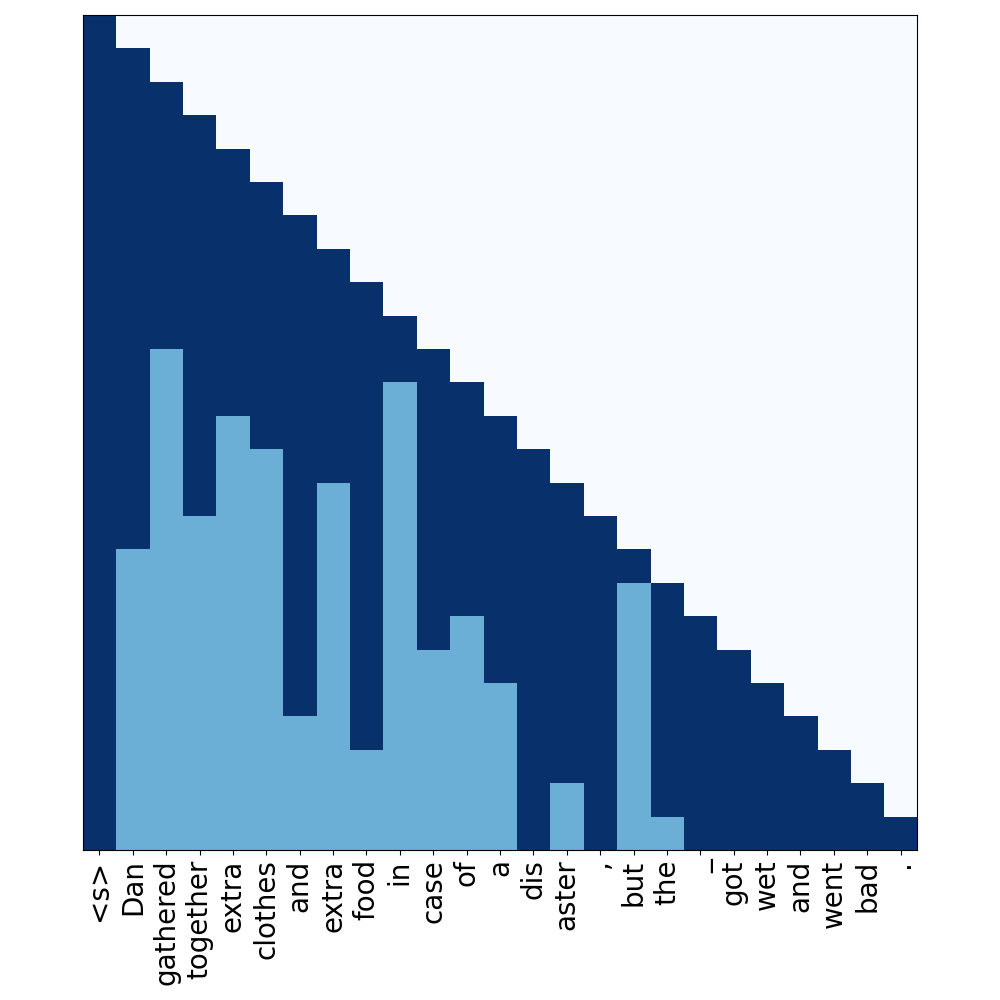 <s> Dan gathered together extra clothes and extra food in case of a dis aster , but the _ got wet and went bad .